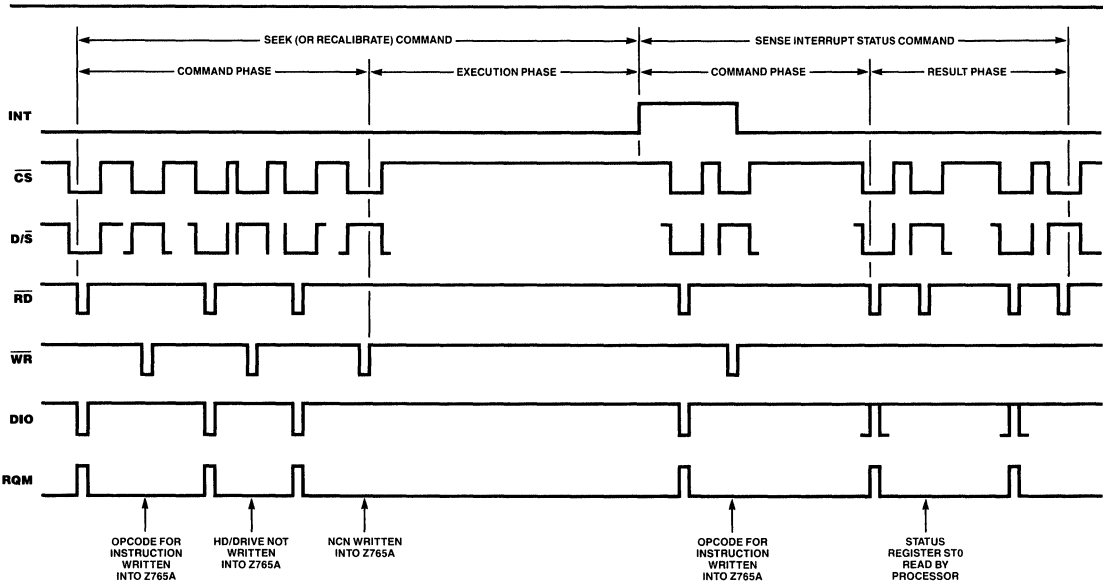 SEEK (OR RECALIBRATE) COMMAND
SENSE INTERRUPT STATUS COMMAND
COMMAND PHASE
EXECUTION PHASE
COMMAND PHASE
RESULT PHASE
INT
CS
D/S
RD
WR
DIO
RQM
OPCODE FOR
INSTRUCTION
WRITTEN
INTO Z765A
HD/DRIVE NOT
WRITTEN
INTO Z765A
NCN WRITTEN
INTO Z765A
OPCODE FOR
INSTRUCTION
WRITTEN
INTO Z765A
STATUS
REGISTER ST0
READ BY
PROCESSOR